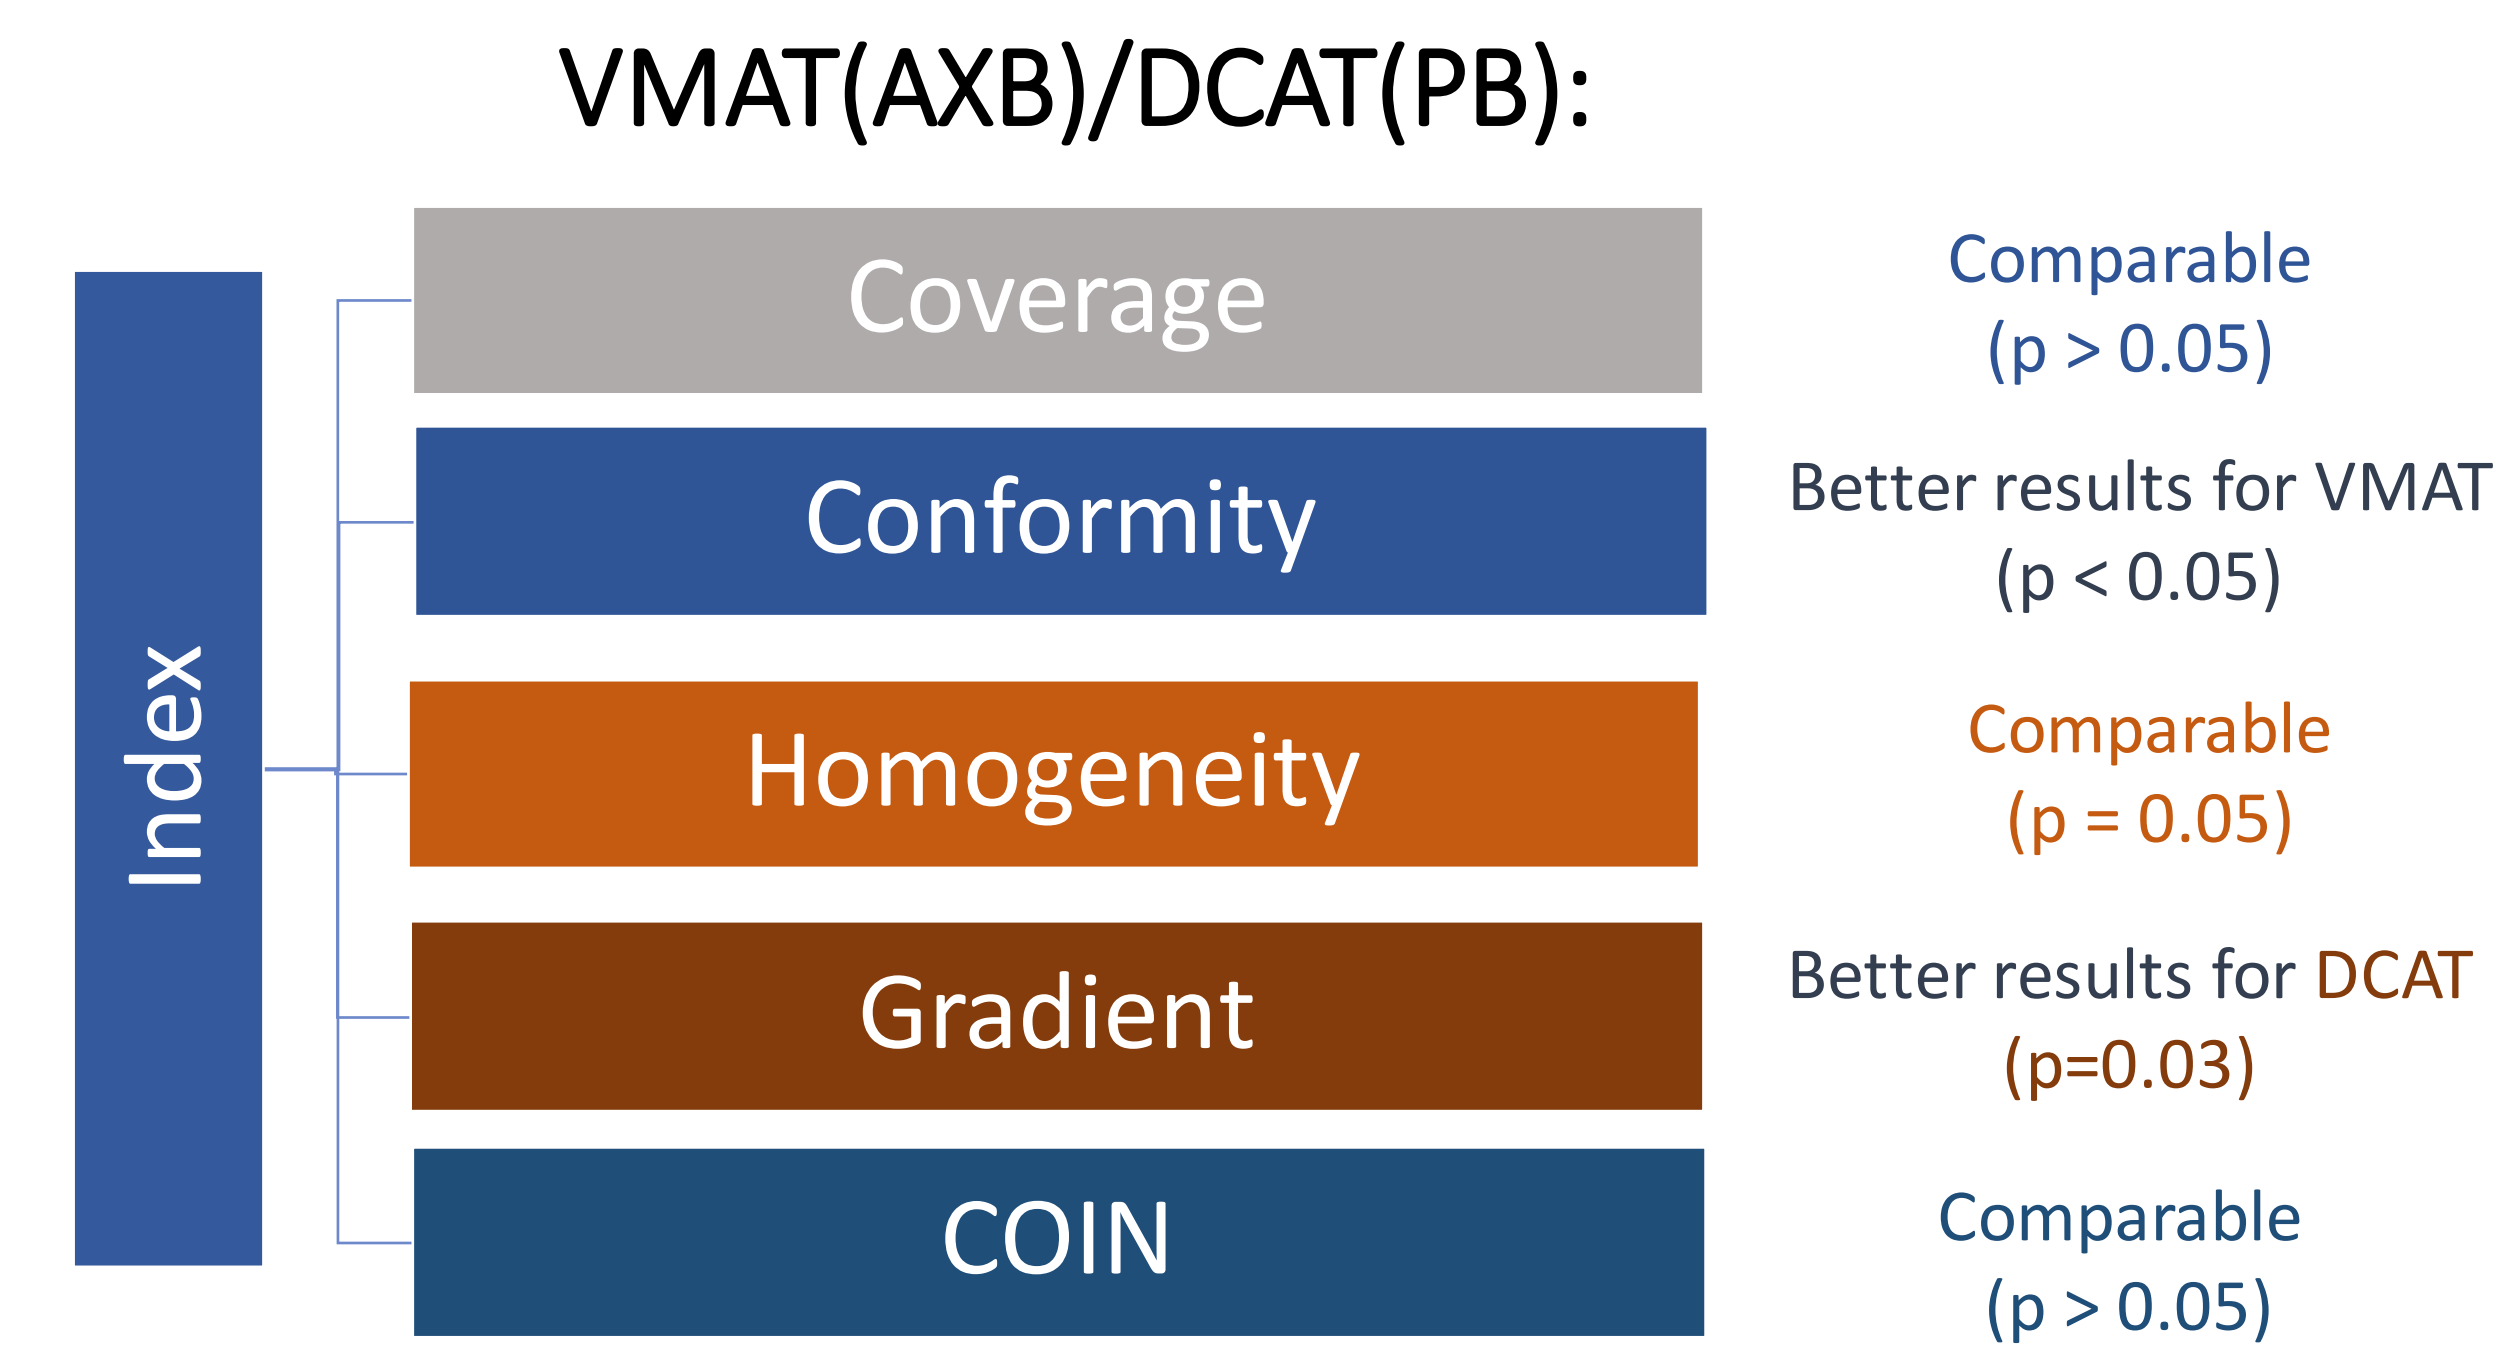 VMAT(AXB)/DCAT(PB):
Index
Coverage
Comparable
(p > 0.05)
Conformity
Better results for VMAT
(p < 0.05)
Homogeneity
Comparable
(p = 0.05)
Gradient
Better results for DCAT
(p=0.03)
COIN
Comparable
(p > 0.05)